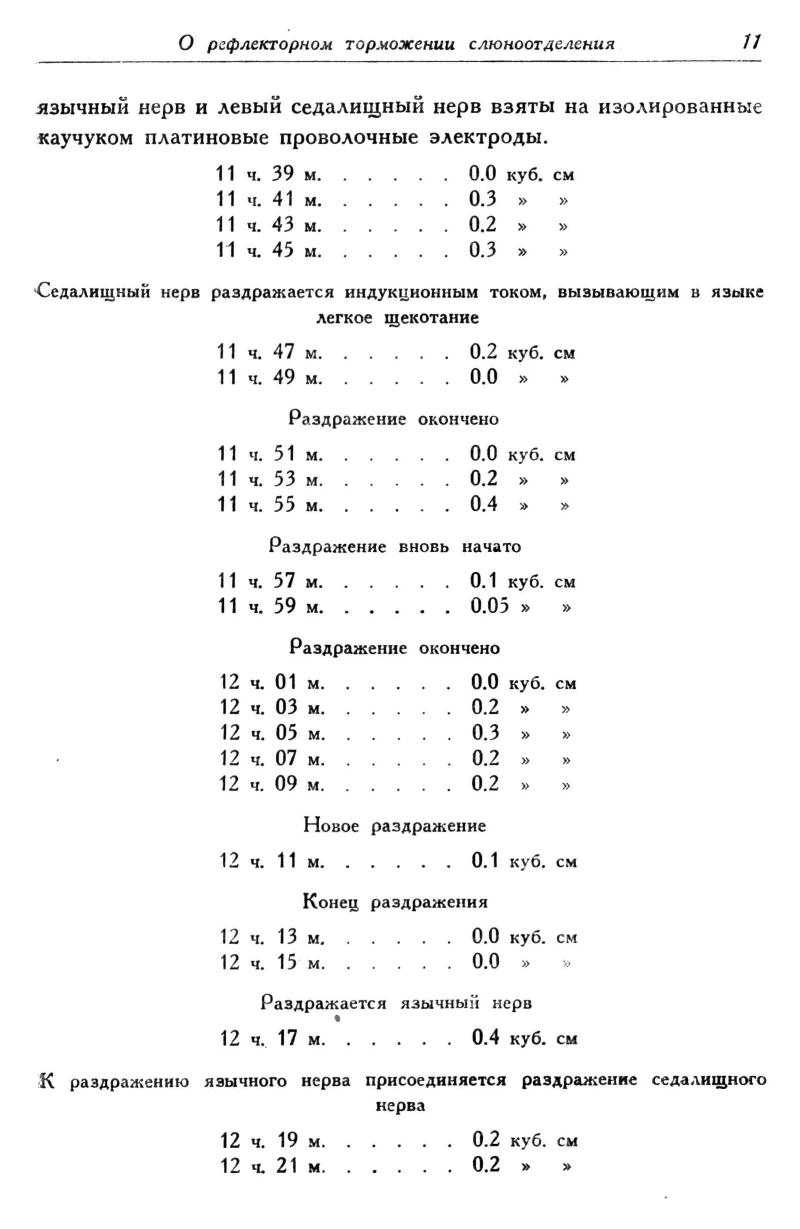 О рефлекторном торможении слюноотделения 11
язычный нерв и левый седалищный нерв взяты на изолированные
каучуком платиновые проволочные электроды.
11 ч. 39 м. . . . . . 0.0 куб. см
11 ч. 41 м. . . . . . 0.3 » »
11 ч. 43 м. . . . . . 0.2 » »
11 ч. 45 м. . . . . . 0.3 » »
Седалищный нерв раздражается индукционным током, вызывающим в языке
легкое щекотание
11 ч. 47 м. . . . . . 0.2 куб. см
11 ч. 49 м. . . . . . 0.0 » »
Раздражение окончено
11 ч. 51 м. . . . . . 0.0 куб. см
11 ч. 53 м. . . . . . 0.2 » »
11 ч. 55 м. . . . . . 0.4 » »
Раздражение вновь начато
11 ч. 57 м. . . . . . 0.1 куб. см
11 ч. 59 м. . . . . . 0.05 » »
Раздражение окончено
12 ч. 01 м. . . . . . 0.0 куб. см
12 ч. 03 м. . . . . . 0.2 » »
12 ч. 05 м. . . . . . 0.3 » »
12 ч. 07 м. . . . . . 0.2 » »
12 ч. 09 м. . . . . . 0.2 » »
Новое раздражение
12 ч. 11 м. . . . . . 0.1 куб. см
Конец раздражения
12 ч. 13 м. . . . . . 0.0 куб. см
12 ч. 15 м. . . . . . 0.0 » »
Раздражается язычный нерв
12 ч. 17 м. . . . . . 0.4 куб. см
К раздражению язычного нерва присоединяется раздражение седалищного
нерва
12 ч. 19 м. . . . . . 0.2 куб. см
12 ч. 21 м. . . . . . 0.2 » »